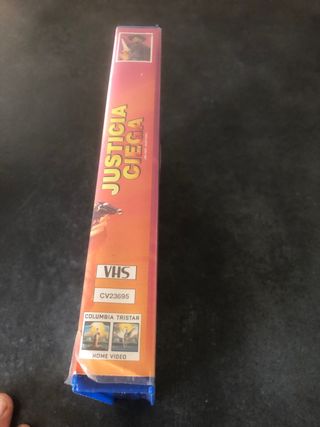 JUSTICIA
CIEGA
VHS
CV23695
COLUMBIA TRISTAR
HOME VIDEO